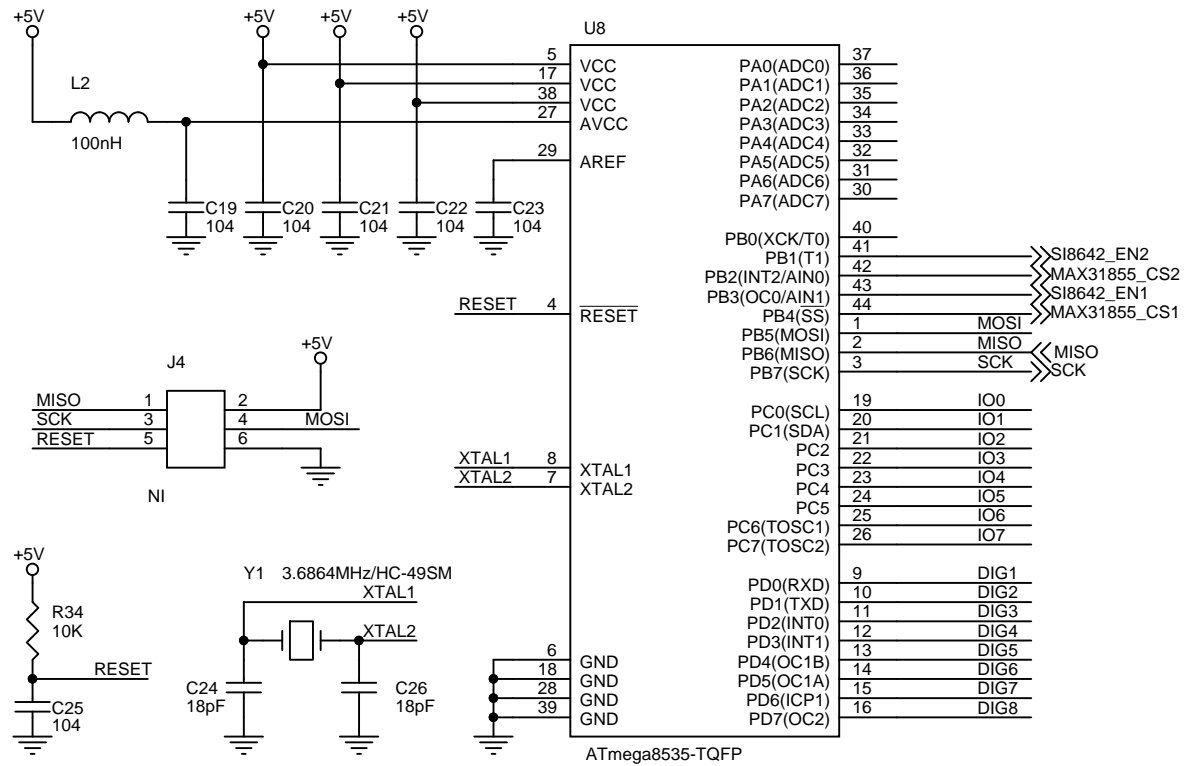 +5V
+5V
+5V
+5V
U8
L2
100nH
5
17
38
27
29
VCC
VCC
VCC
AVCC
AREF
C19
104
C20
104
C21
104
C22
104
C23
104
RESET
4
RESET
J4
+5V
MISO
1
2
SCK
3
4
MOSI
RESET
5
6
NI
XTAL1
8
XTAL1
XTAL2
7
XTAL2
+5V
R34
10K
RESET
C25
104
Y1
3.6864MHz/HC-49SM
XTAL1
XTAL2
C24
18pF
C26
18pF
6
GND
18
GND
28
GND
39
GND
PA0(ADC0)
37
PA1(ADC1)
36
PA2(ADC2)
35
PA3(ADC3)
34
PA4(ADC4)
33
PA5(ADC5)
32
PA6(ADC6)
31
PA7(ADC7)
30
PB0(XCK/T0)
40
PB1(T1)
41
SI8642_EN2
PB2(INT2/AIN0)
42
MAX31855_CS2
PB3(OC0/AIN1)
43
SI8642_EN1
PB4(SS)
44
MAX31855_CS1
PB5(MOSI)
1
MOSI
PB6(MISO)
2
MISO
MISO
PB7(SCK)
3
SCK
SCK
PC0(SCL)
19
IO0
PC1(SDA)
20
IO1
PC2
21
IO2
PC3
22
IO3
PC4
23
IO4
PC5
24
IO5
PC6(TOSC1)
25
IO6
PC7(TOSC2)
26
IO7
PD0(RXD)
9
DIG1
PD1(TXD)
10
DIG2
PD2(INT0)
11
DIG3
PD3(INT1)
12
DIG4
PD4(OC1B)
13
DIG5
PD5(OC1A)
14
DIG6
PD6(ICP1)
15
DIG7
PD7(OC2)
16
DIG8
ATmega8535-TQFP